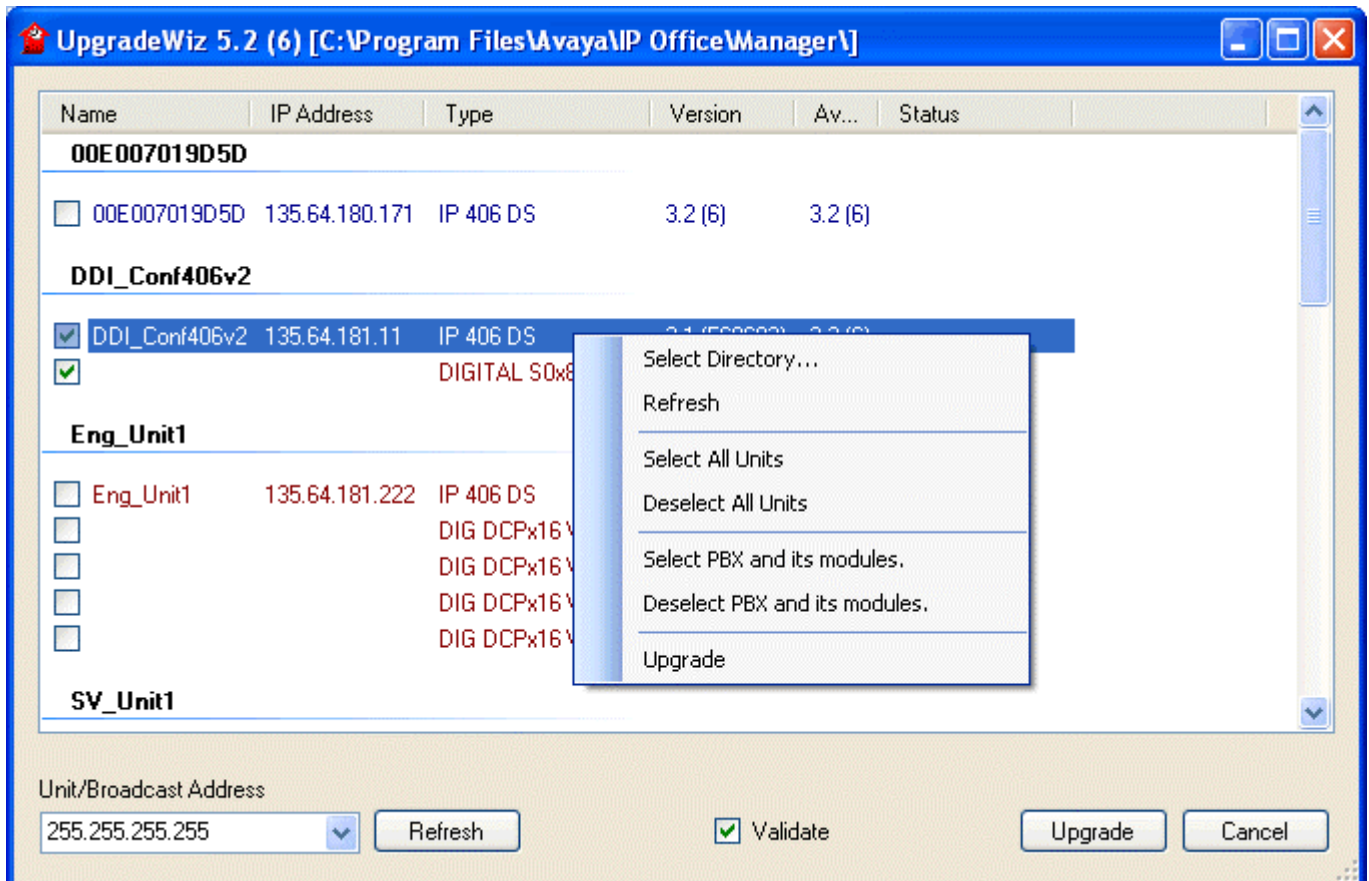 UpgradeWiz 5.2 (6) [C:\Program Files\Avaya\IP Office\Manager\]
Name IP Address Type Version Av... Status
00E007019D5D
00E007019D5D 135.64.180.171 IP 406 DS 3.2 (6) 3.2 (6)
DDI_Conf406v2
DDI_Conf406v2 135.64.181.11 IP 406 DS
DIGITAL S0x8
Eng_Unit1
Eng_Unit1 135.64.181.222 IP 406 DS
DIG DCPx16
DIG DCPx16
DIG DCPx16
DIG DCPx16
SV_Unit1
Select Directory...
Refresh
Select All Units
Deselect All Units
Select PBX and its modules.
Deselect PBX and its modules.
Upgrade
Unit/Broadcast Address
255.255.255.255 Refresh Validate Upgrade Cancel